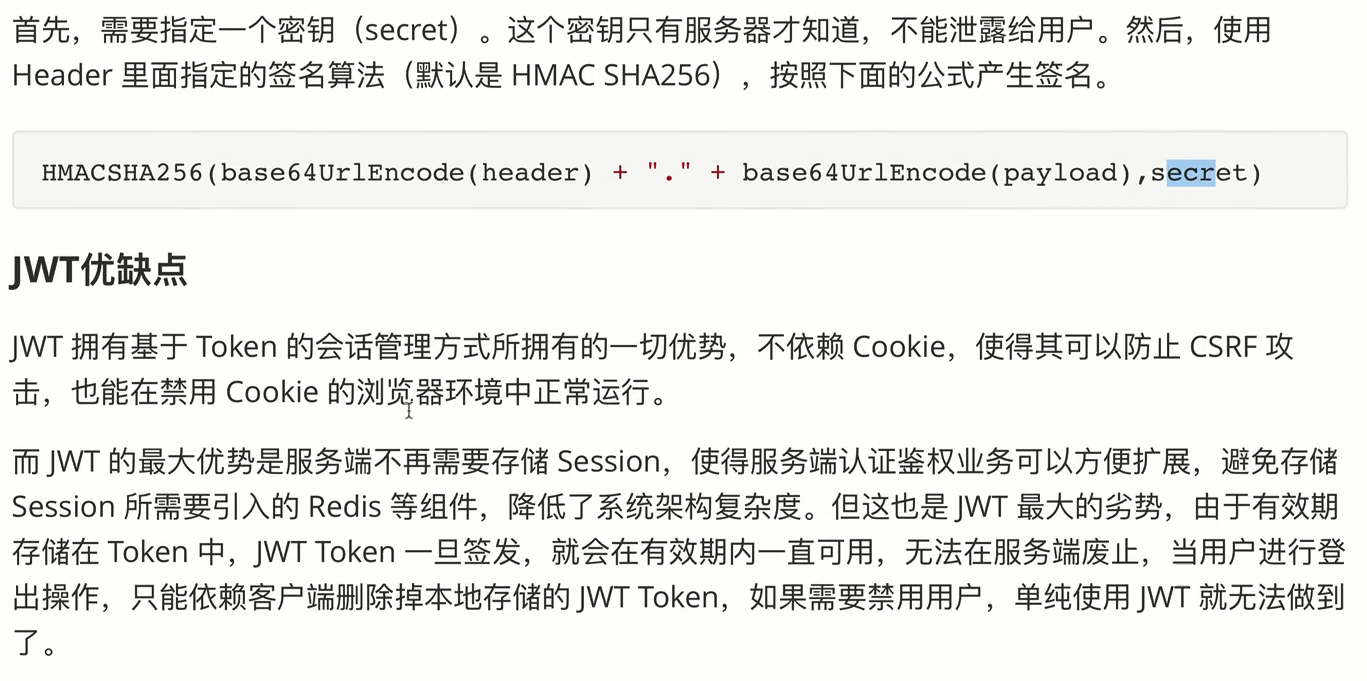 首先，需要指定一个密钥（secret）。这个密钥只有服务器才知道，不能泄露给用户。然后，使用
Header 里面指定的签名算法（默认是 HMAC SHA256），按照下面的公式产生签名。
HMACSHA256(base64UrlEncode(header) + "." + base64UrlEncode(payload),secret)
JWT优缺点
JWT 拥有基于 Token 的会话管理方式所拥有的一切优势，不依赖 Cookie，使得其可以防止 CSRF 攻
击，也能在禁用 Cookie 的浏览器环境中正常运行。
而 JWT 的最大优势是服务端不再需要存储 Session，使得服务端认证鉴权业务可以方便扩展，避免存储
Session 所需要引入的 Redis 等组件，降低了系统架构复杂度。但这也是 JWT 最大的劣势，由于有效期
存储在 Token 中，JWT Token 一旦签发，就会在有效期内一直可用，无法在服务端废止，当用户进行登
出操作，只能依赖客户端删除掉本地存储的 JWT Token，如果需要禁用用户，单纯使用 JWT 就无法做到
了。